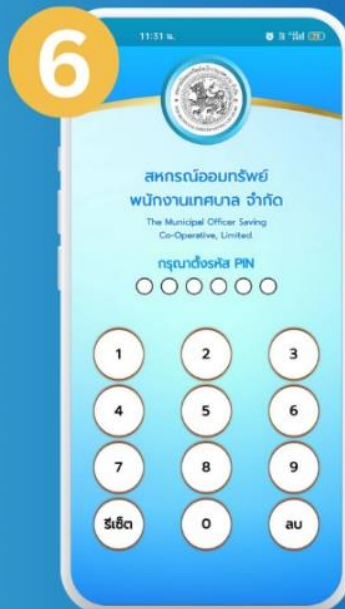 6
11:31 น.
สหกรณ์ออมทรัพย์
พนักงานเทศบาล จำกัด
The Municipal Officer Saving
Co-Operative, Limited
กรุณาตั้งรหัส PIN
1 2 3
4 5 6
7 8 9
รีเซ็ต 0 ลบ